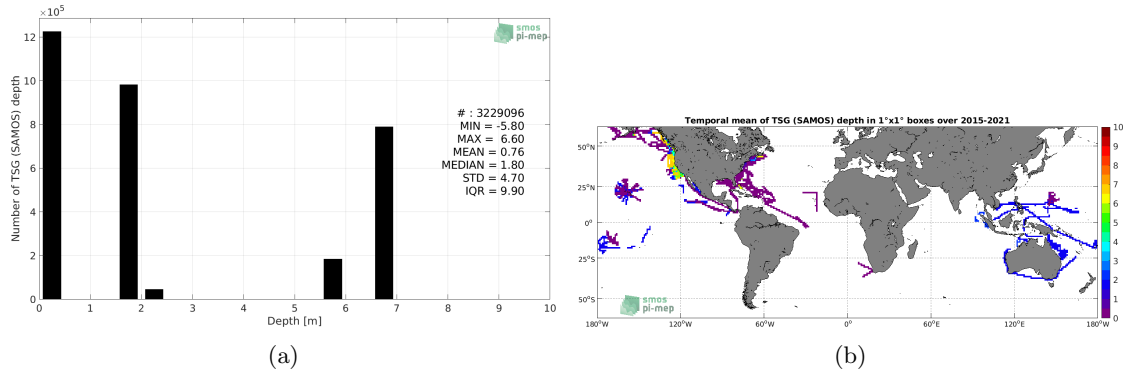 ×10⁵
smos
pi-mep
12
10
8
6
4
2
0
Number of TSG (SAMOS) depth
# : 3229096
MIN = -5.80
MAX = 6.60
MEAN = 0.76
MEDIAN = 1.80
STD = 4.70
IQR = 9.90
0 1 2 3 4 5 6 7 8 9 10
Depth [m]
(a)
Temporal mean of TSG (SAMOS) depth in 1°x1° boxes over 2015-2021
50°N
25°N
0°
25°S
50°S
smos
pi-mep
180°W 120°W 60°W 0° 60°E 120°E 180°W
10
9
8
7
6
5
4
3
2
1
0
(b)